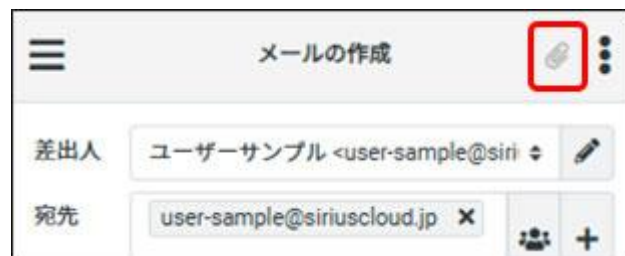 メールの作成
差出人 ユーザーサンプル <user-sample@siri
宛先 user-sample@siriuscloud.jp ×